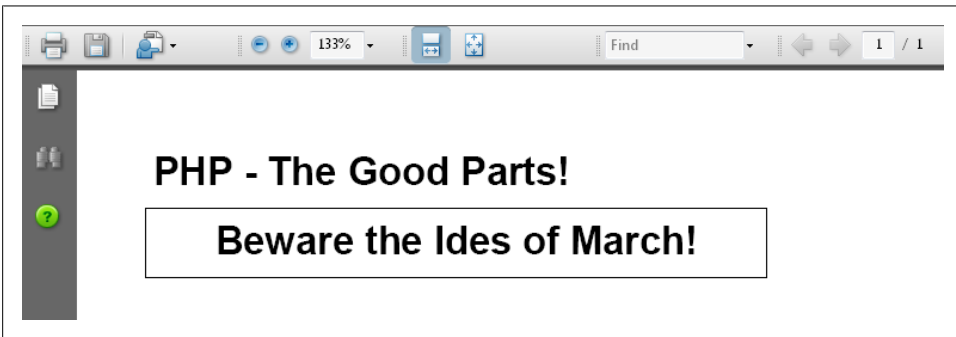 133% Find 1 / 1
PHP - The Good Parts!
Beware the Ides of March!